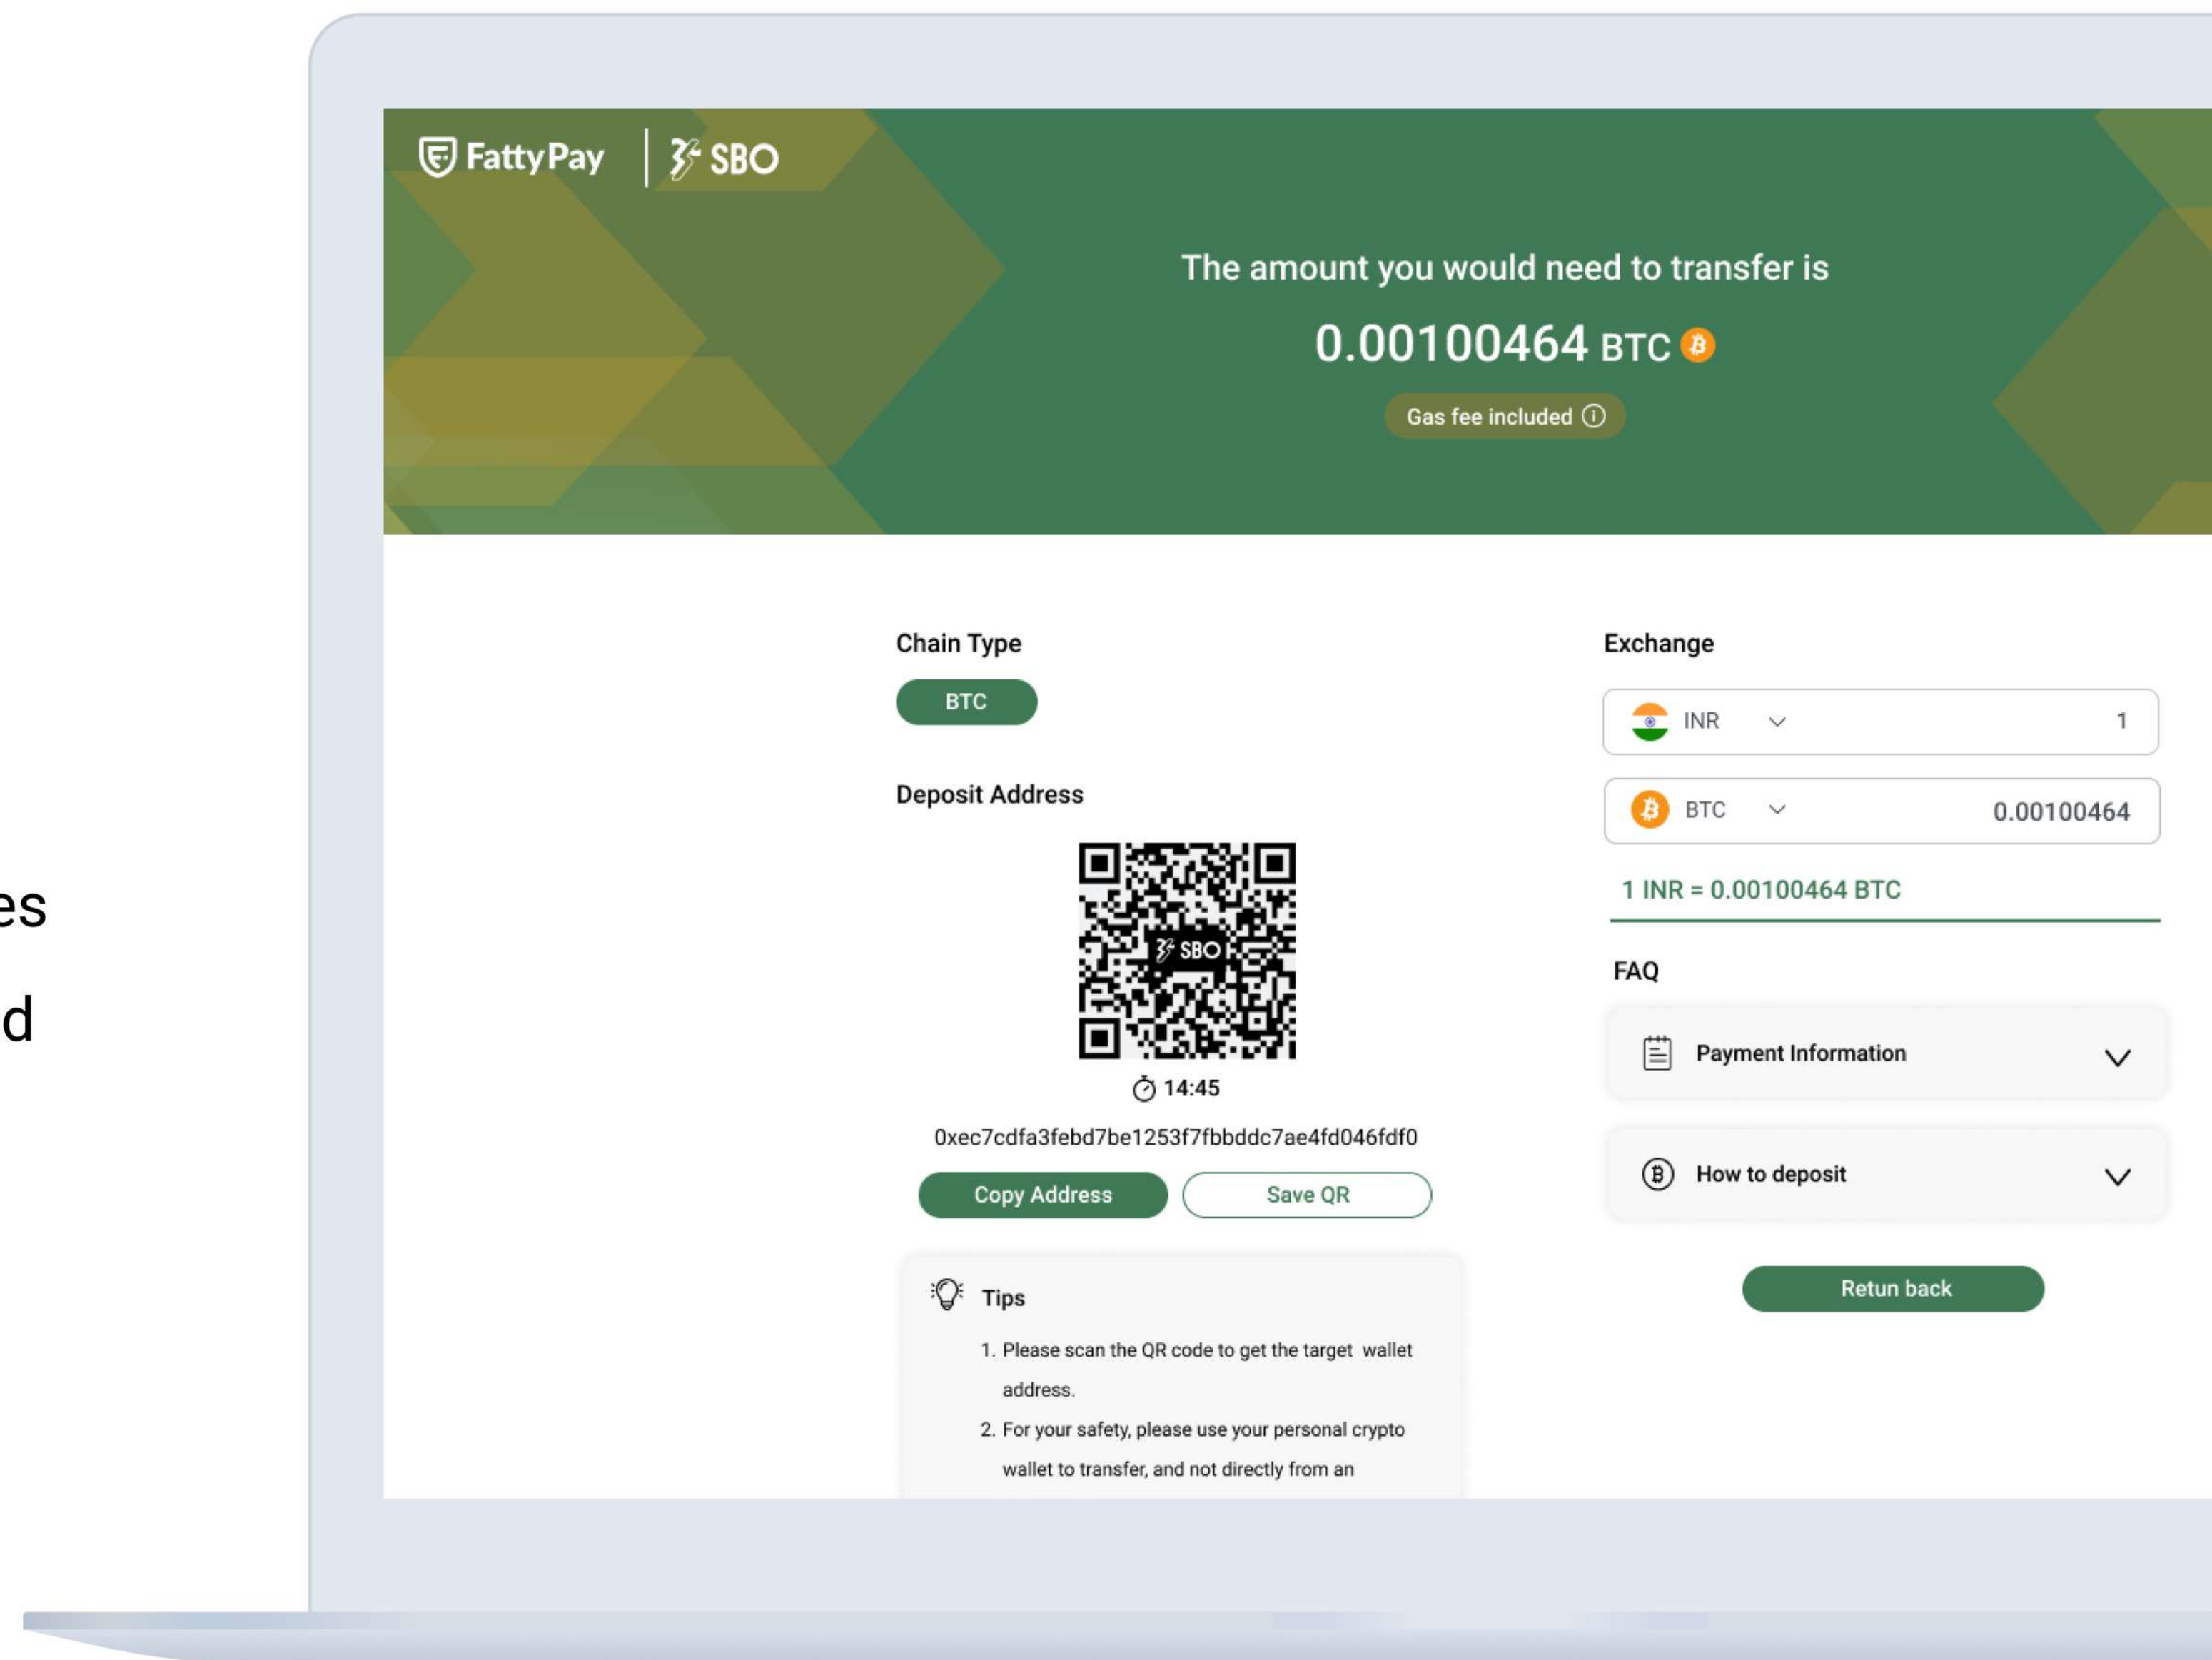 FattyPay
SBO
The amount you would need to transfer is
0.00100464 BTC
Gas fee included
Chain Type
BTC
Deposit Address
SBO
14:45
0xec7cdfa3febd7be1253f7fbbddc7ae4fd046fdf0
Copy Address
Save QR
Tips
1. Please scan the QR code to get the target wallet
address.
2. For your safety, please use your personal crypto
wallet to transfer, and not directly from an
Exchange
INR 1
BTC 0.00100464
1 INR = 0.00100464 BTC
FAQ
Payment Information
How to deposit
Retun back
es
d